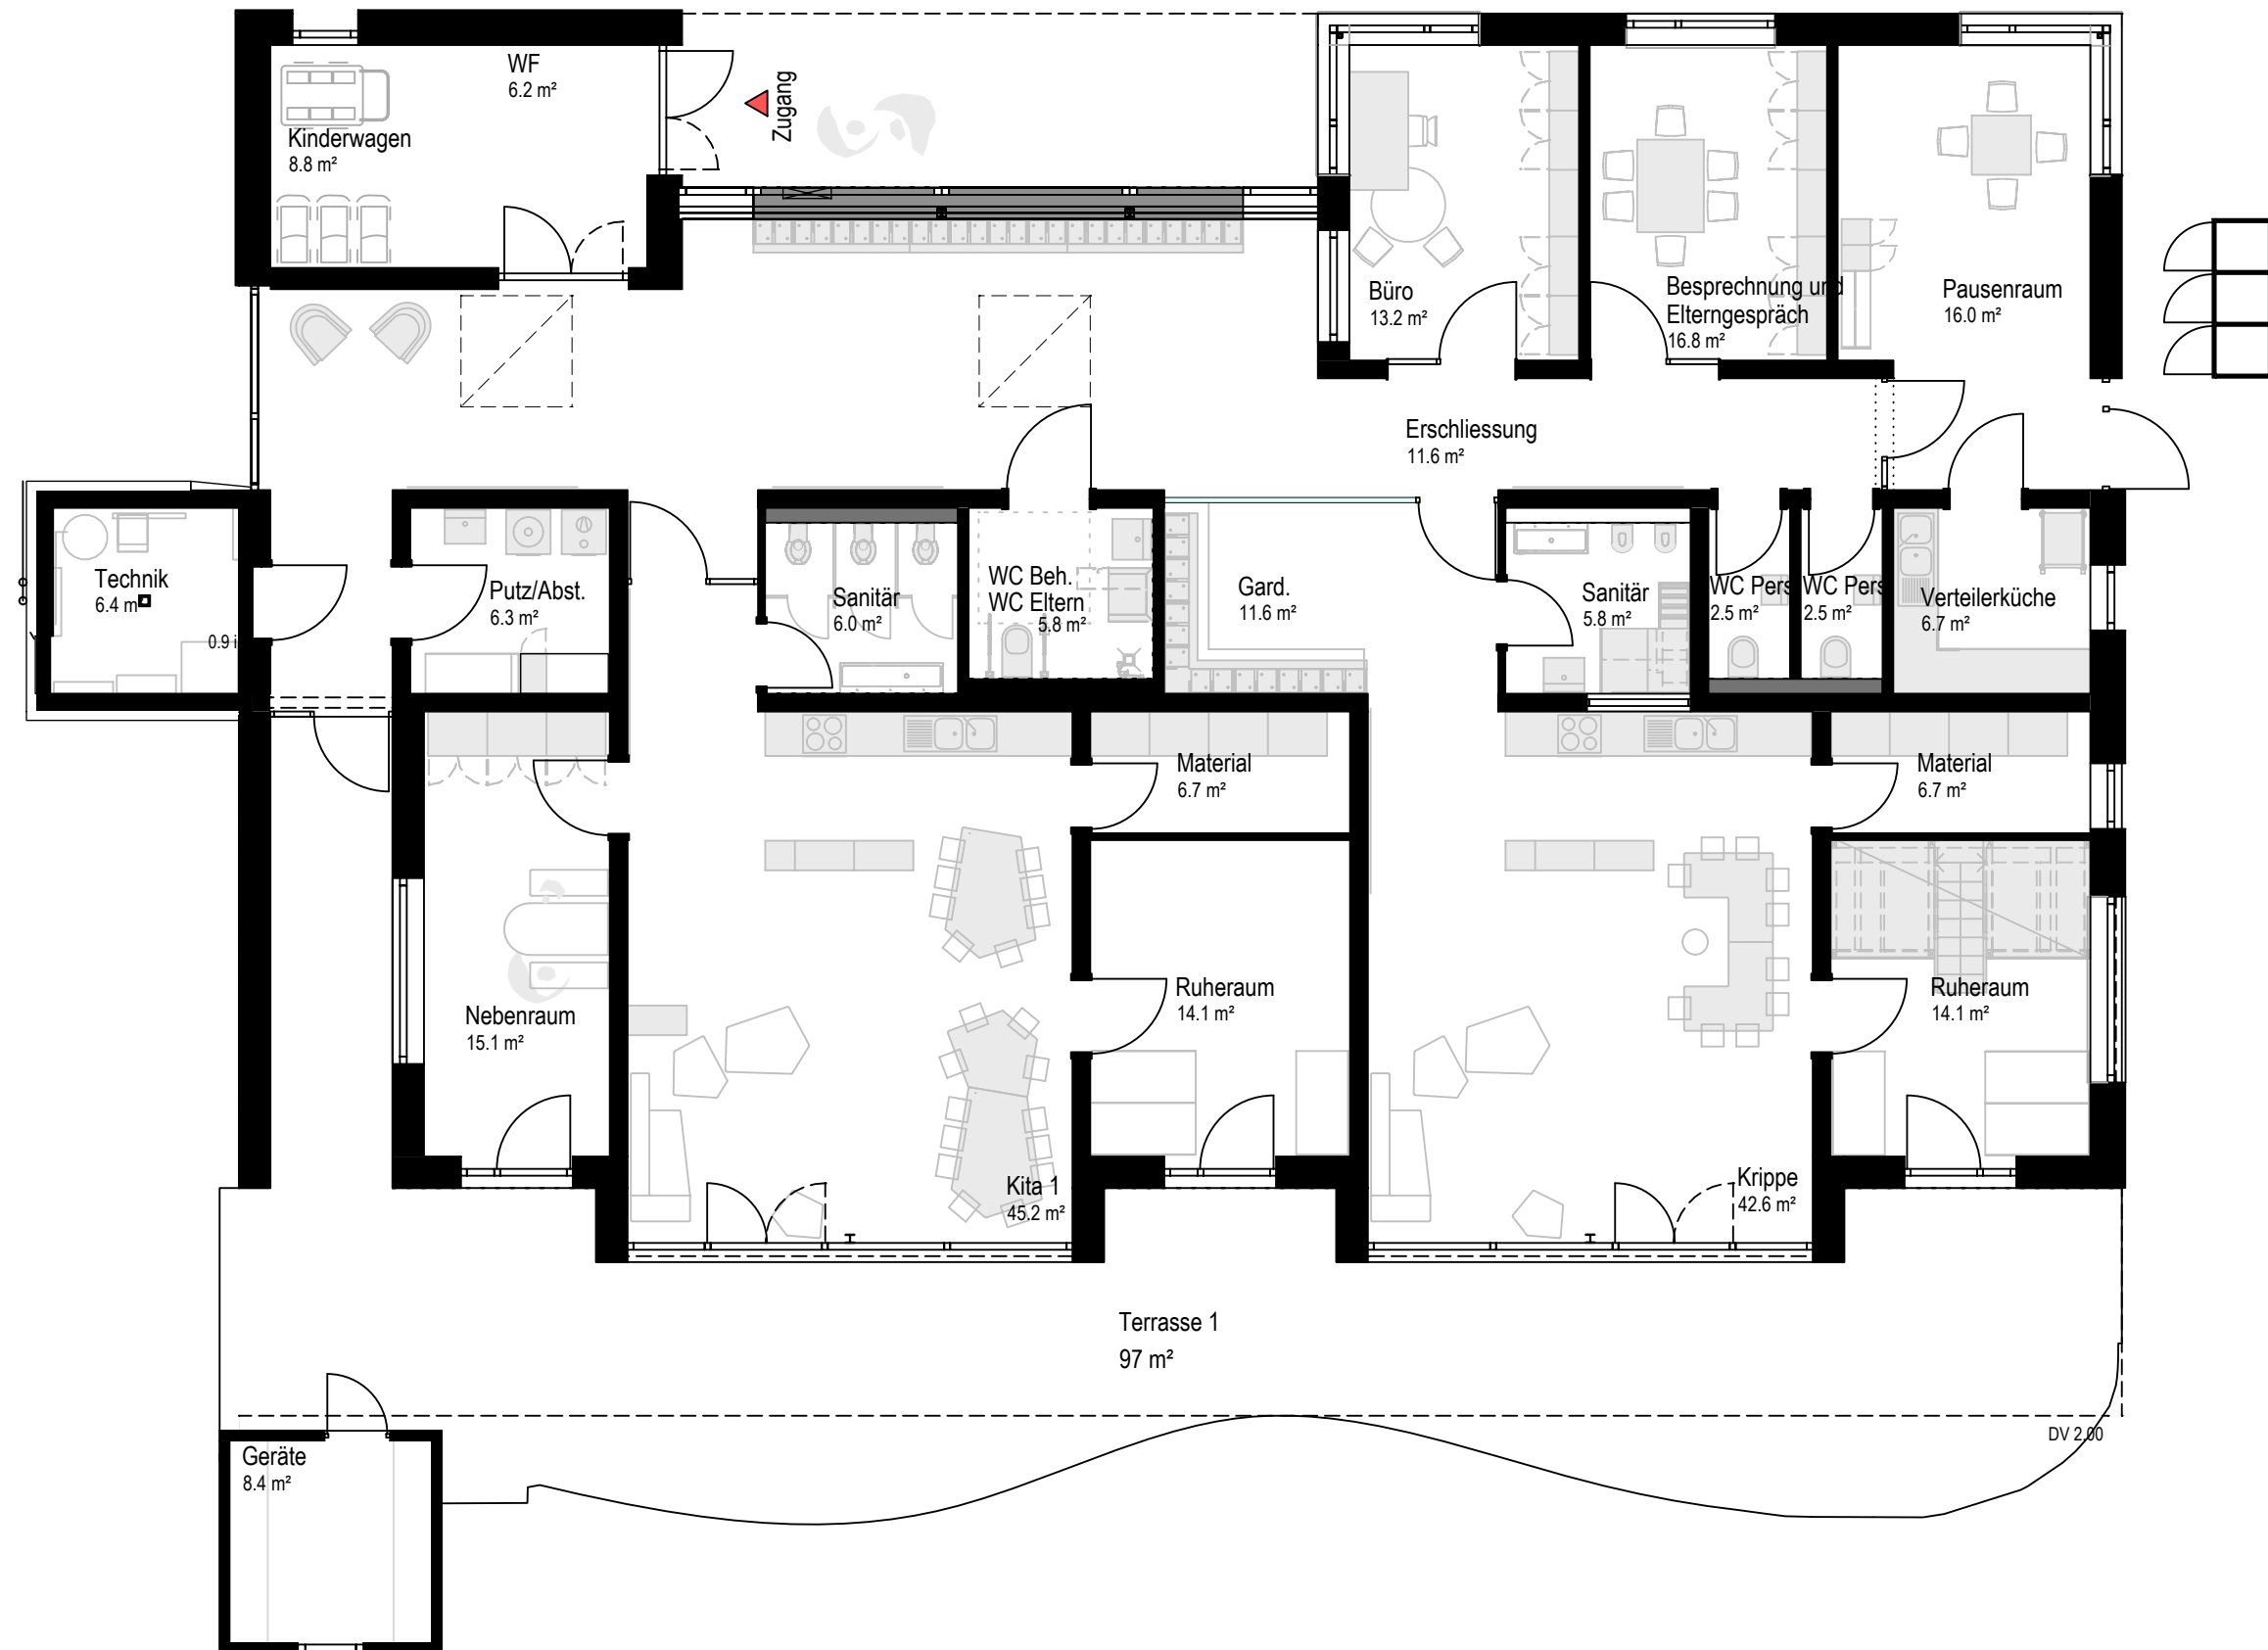 WF
6.2 m²
Zugang
Kinderwagen
8.8 m²
Büro
13.2 m²
Besprechnung und
Elterngespräch
16.8 m²
Pausenraum
16.0 m²
Erschliessung
11.6 m²
Technik
6.4 m
0.9 i
Putz/Abst.
6.3 m²
Sanitär
6.0 m²
WC Beh.
WC Eltern
5.8 m²
Gard.
11.6 m²
Sanitär
5.8 m²
WC Pers
2.5 m²
WC Pers
2.5 m²
Verteilerküche
6.7 m²
Material
6.7 m²
Material
6.7 m²
Nebenraum
15.1 m²
Ruheraum
14.1 m²
Ruheraum
14.1 m²
Kita 1
45.2 m²
Krippe
42.6 m²
Terrasse 1
97 m²
DV 2.00
Geräte
8.4 m²